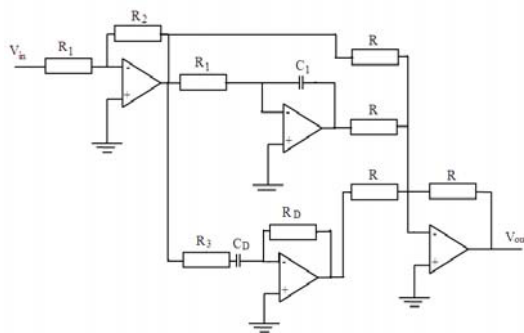 R2
Vin
R1
R
R1
C1
-
+
-
+
R
R
R
RD
R3
CD
-
+
-
+
Vou